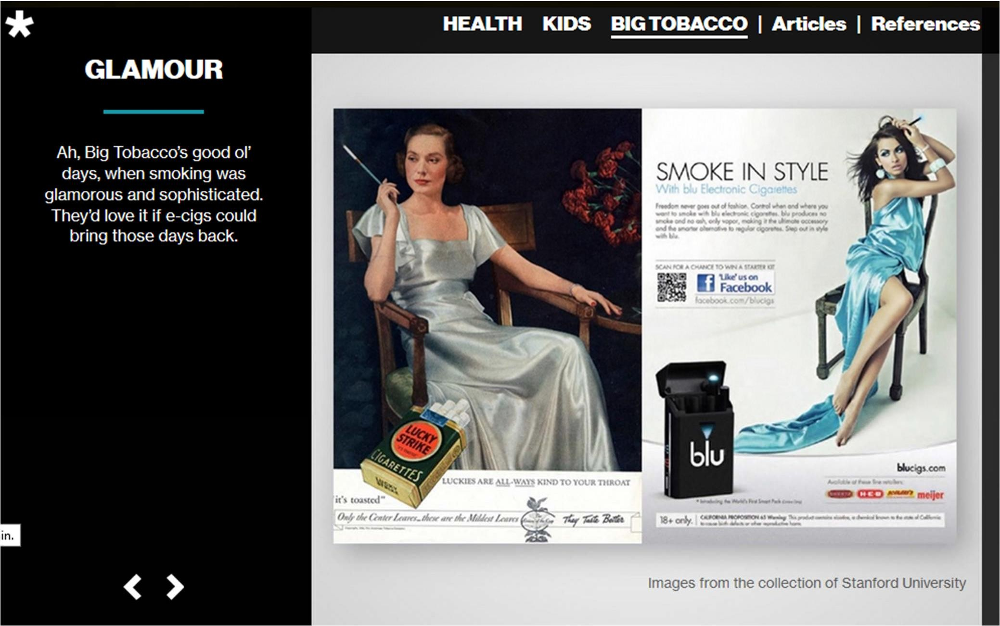 HEALTH KIDS BIG TOBACCO | Articles | References
GLAMOUR
Ah, Big Tobacco's good ol'
days, when smoking was
glamorous and sophisticated.
They'd love it if e-cigs could
bring those days back.
in.
LUCKY
STRIKE
"IT'S TOASTED"
CIGARETTES
LUCKY
STRIKE
LUCKIES ARE ALL-WAYS KIND TO YOUR THROAT
it's toasted"
Only the Center Leaves...these are the Mildest Leaves
They Taste Better
SMOKE IN STYLE
With blu Electronic Cigarettes
Freedom never goes out of fashion. Control when and where you
want to smoke with blu electronic cigarettes. blu produces no
smoke and no ash, only vapor, making it the ultimate accessory
and the smarter alternative to regular cigarettes. Step out in style
with blu.
SCAN FOR A CHANCE TO WIN A STARTER KIT
f 'Like' us on
Facebook
facebook.com/blucigs
blu
blucigs.com
Available at these fine retailers:
H-E-B meijer
* Introducing the World's First Smart Pack
18+ only.
CALIFORNIA PROPOSITION 65 Warning: This product contains nicotine, a chemical known to the state of California
to cause birth defects or other reproductive harm.
Images from the collection of Stanford University